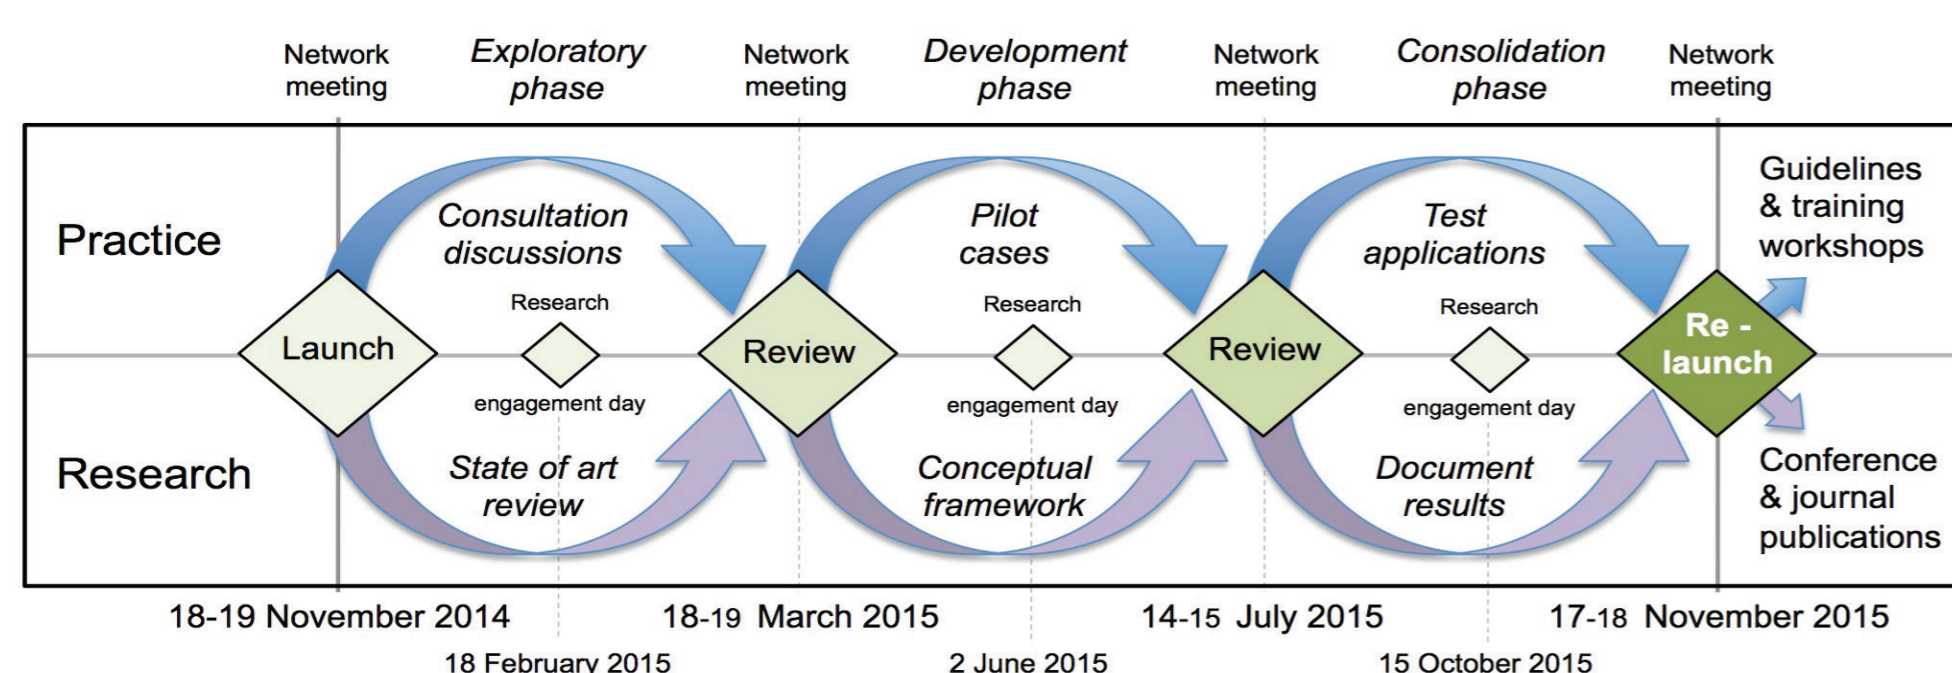 Network
meeting
Exploratory
phase
Network
meeting
Development
phase
Network
meeting
Consolidation
phase
Network
meeting
Practice
Consultation
discussions
Pilot
cases
Test
applications
Guidelines
& training
workshops
Launch
Research
engagement day
Review
Research
engagement day
Review
Research
engagement day
Re -
launch
Research
State of art
review
Conceptual
framework
Document
results
Conference
& journal
publications
18-19 November 2014
18-19 March 2015
14-15 July 2015
17-18 November 2015
18 February 2015
2 June 2015
15 October 2015